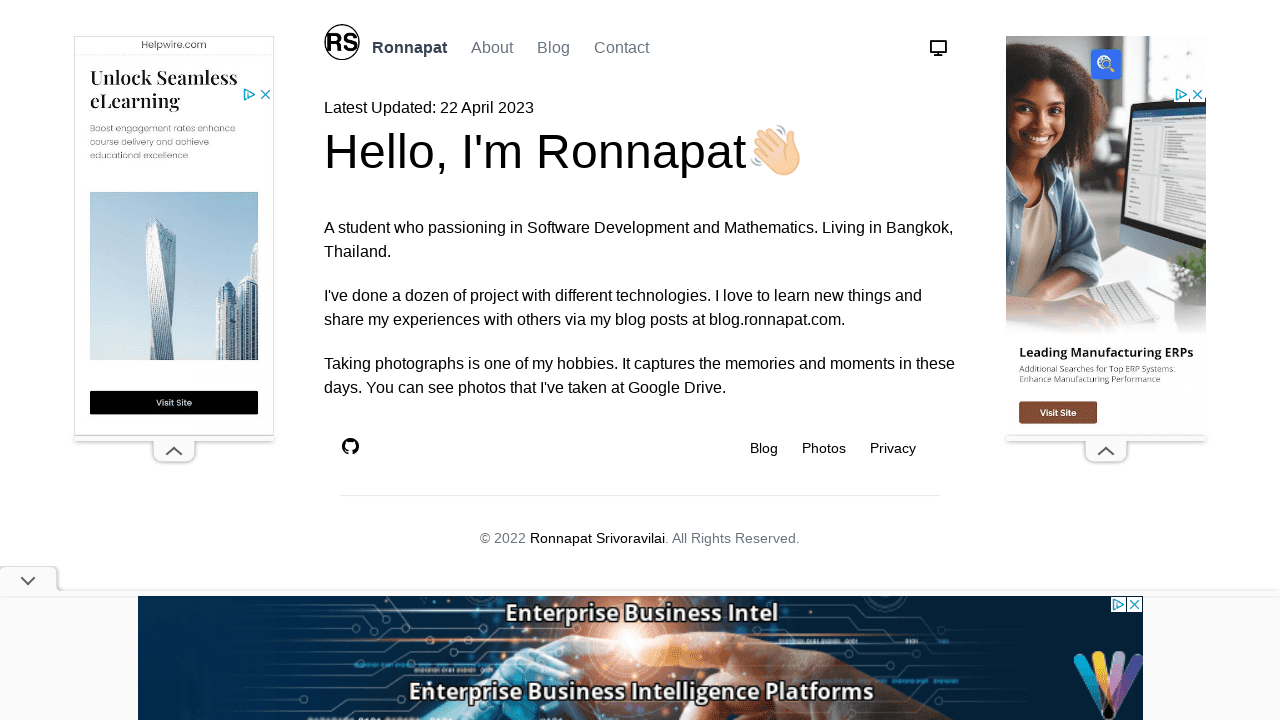 RS
Ronnapat
About
Blog
Contact
Helpwire.com
Unlock Seamless
eLearning
Boost engagement rates enhance
course delivery and achieve
educational excellence
Visit Site
Latest Updated: 22 April 2023
Hello, 'm Ronnapat👋🏻
A student who passioning in Software Development and Mathematics. Living in Bangkok,
Thailand.
I've done a dozen of project with different technologies. I love to learn new things and
share my experiences with others via my blog posts at blog.ronnapat.com.
Taking photographs is one of my hobbies. It captures the memories and moments in these
days. You can see photos that I've taken at Google Drive.
Blog
Photos
Privacy
© 2022 Ronnapat Srivoravilai. All Rights Reserved.
Leading Manufacturing ERPs
Additional Searches for Top ERP Systems:
Enhance Manufacturing Performance
Visit Site
Enterprise Business Intel
Enterprise Business Intelligence Platforms